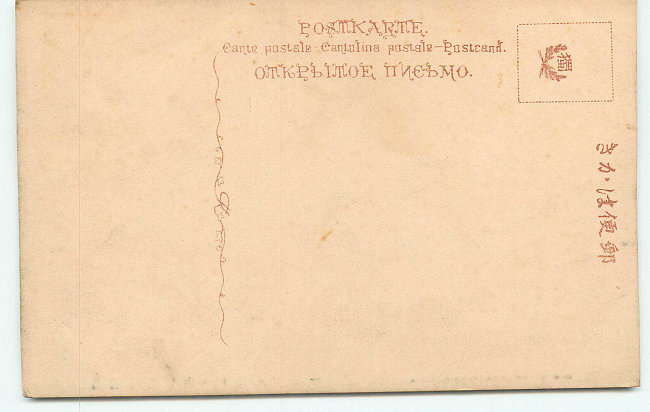 POSTKARTE.
Carte postale-Cartolina postale-Postcard.
ОТКРЫТОЕ ПИСЬМО.
郵便はかき